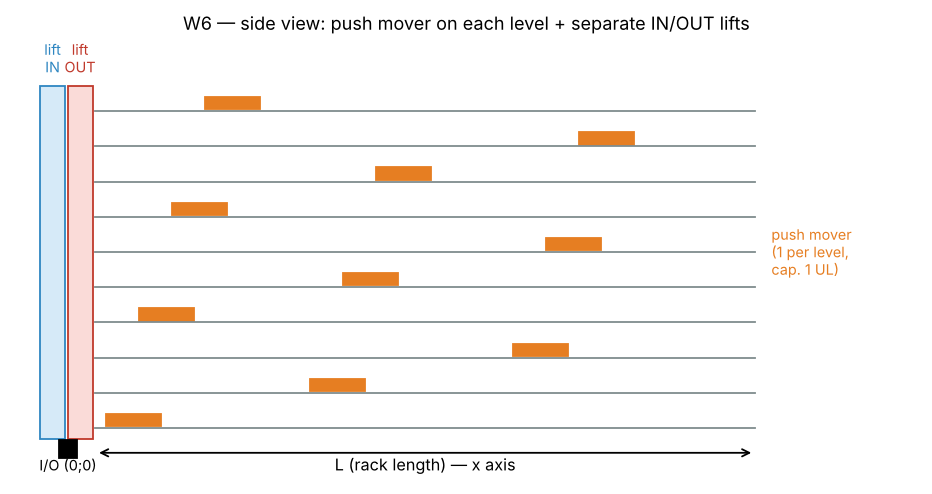 W6 — side view: push mover on each level + separate IN/OUT lifts
lift lift
IN OUT
push mover
(1 per level,
cap. 1 UL)
I/O (0;0)
L (rack length) — x axis